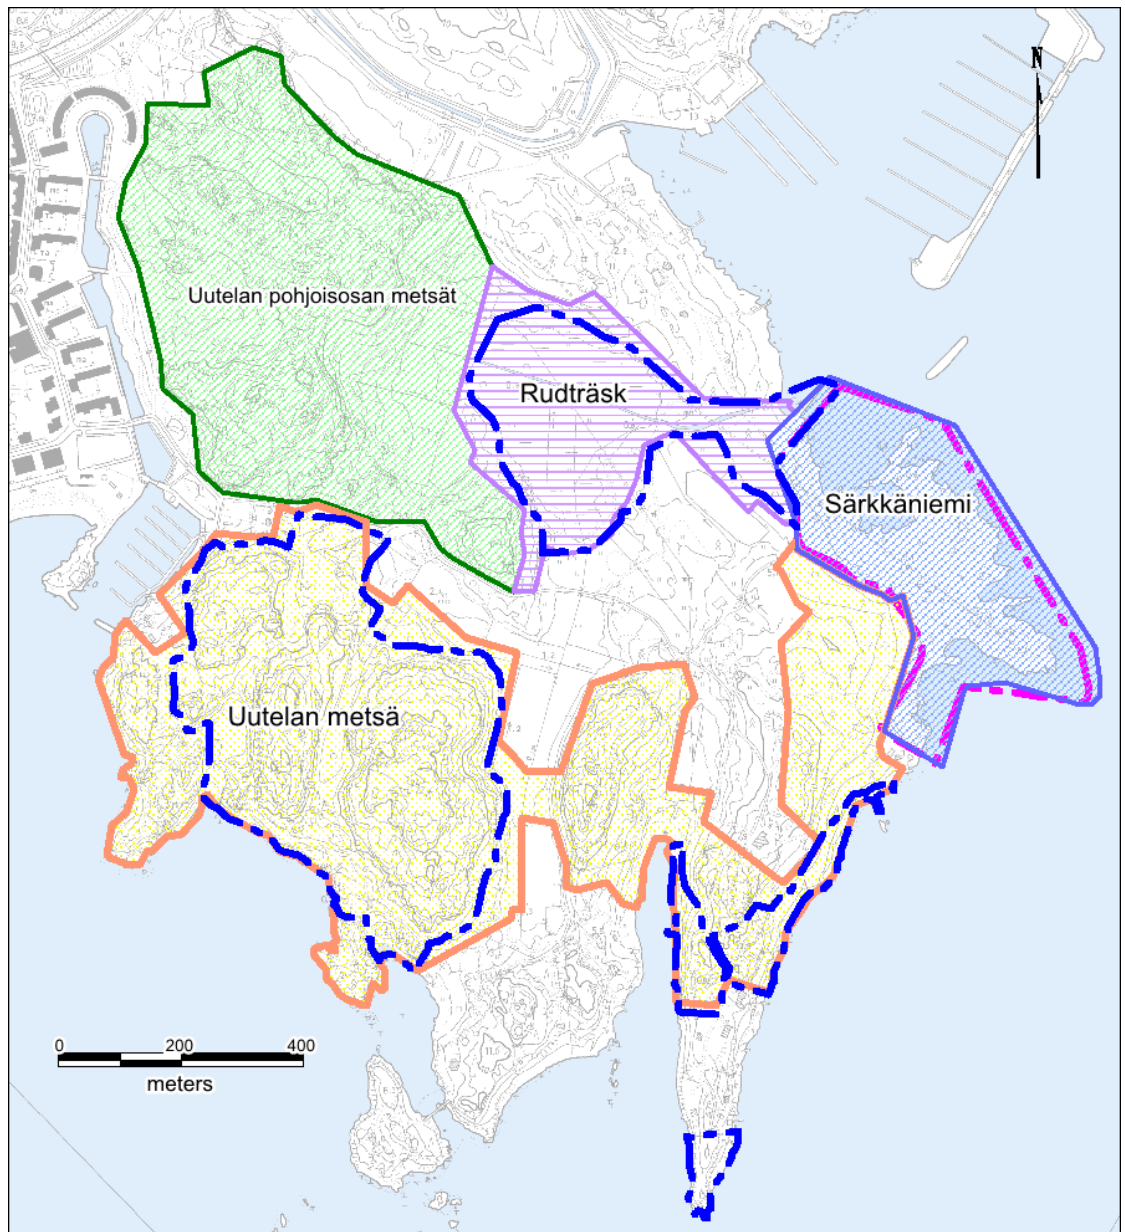 N
Uutelan pohjoisosan metsät
Rudträsk
Särkkäniemi
Uutelan metsä
0 200 400
meters